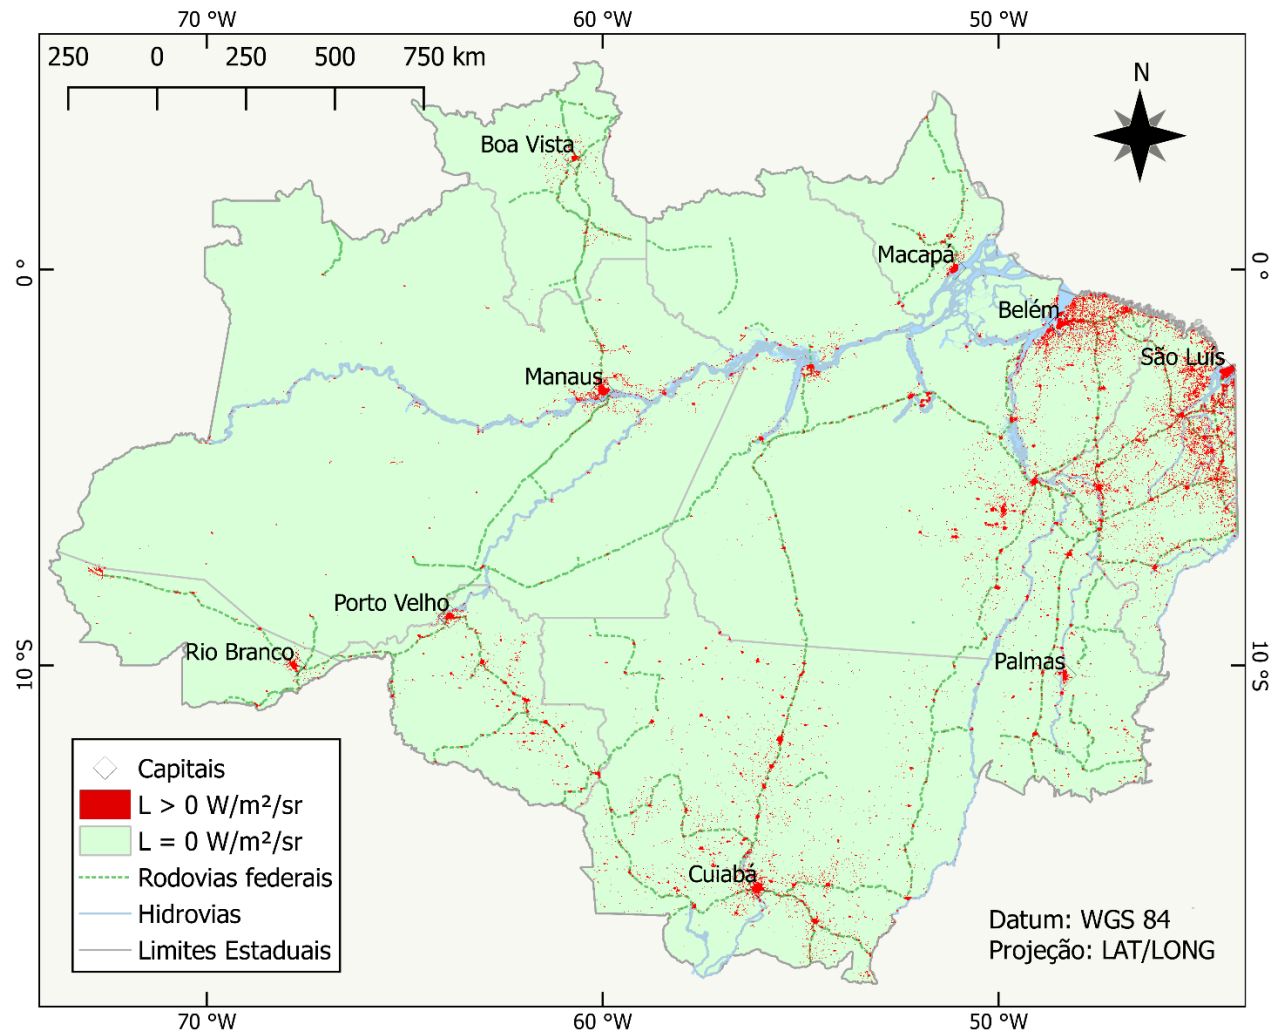 70 °W 60 °W 50 °W
250 0 250 500 750 km
N
Boa Vista
Macapá
0 °
0 °
Belém
São Luís
Manaus
Porto Velho
Rio Branco
Palmas
10 °S
10 °S
Capitais
L > 0 W/m²/sr
L = 0 W/m²/sr
Rodovias federais
Hidrovias
Limites Estaduais
Cuiabá
Datum: WGS 84
Projeção: LAT/LONG
70 °W 60 °W 50 °W